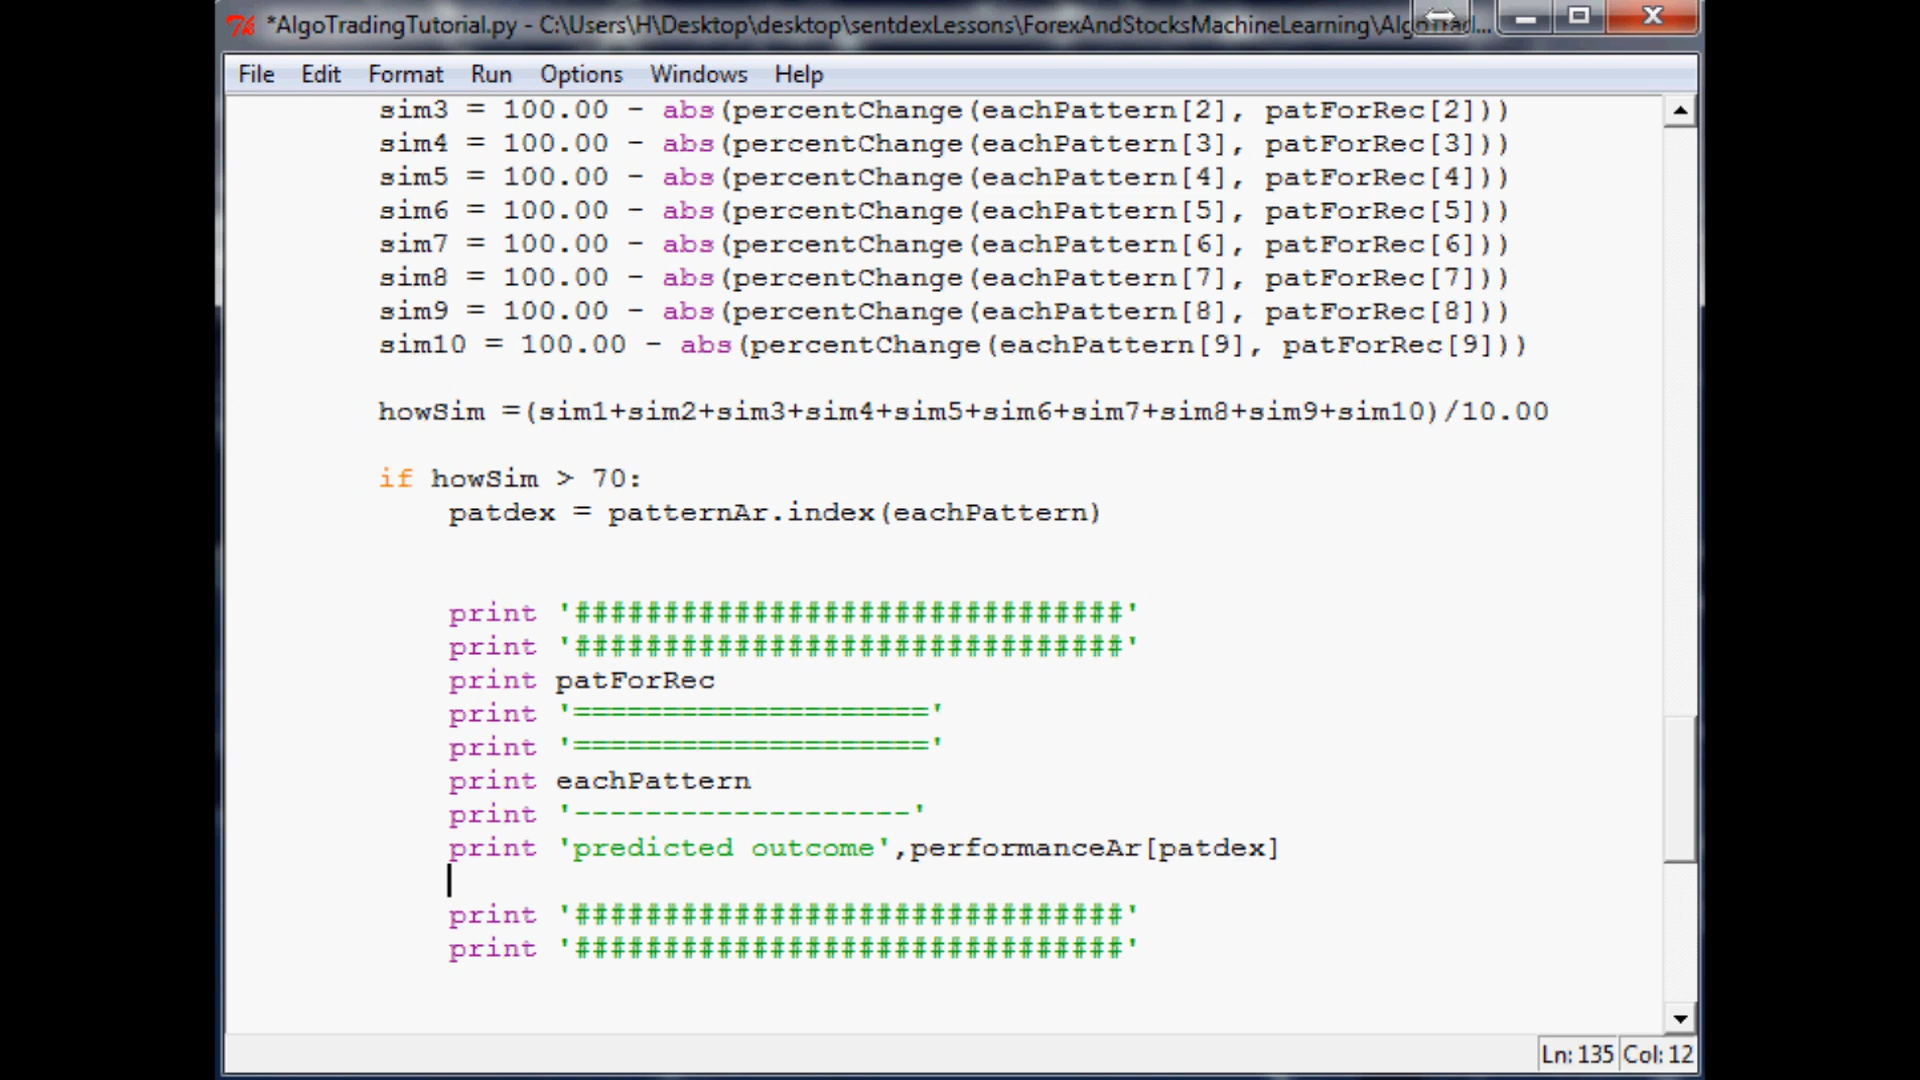 *AlgoTradingTutorial.py - C:\Users\H\Desktop\desktop\sentdexLessons\ForexAndStocksMachineLearning\AlgoTrad...
File Edit Format Run Options Windows Help
sim3 = 100.00 - abs(percentChange(eachPattern[2], patForRec[2]))
sim4 = 100.00 - abs(percentChange(eachPattern[3], patForRec[3]))
sim5 = 100.00 - abs(percentChange(eachPattern[4], patForRec[4]))
sim6 = 100.00 - abs(percentChange(eachPattern[5], patForRec[5]))
sim7 = 100.00 - abs(percentChange(eachPattern[6], patForRec[6]))
sim8 = 100.00 - abs(percentChange(eachPattern[7], patForRec[7]))
sim9 = 100.00 - abs(percentChange(eachPattern[8], patForRec[8]))
sim10 = 100.00 - abs(percentChange(eachPattern[9], patForRec[9]))
howSim =(sim1+sim2+sim3+sim4+sim5+sim6+sim7+sim8+sim9+sim10)/10.00
if howSim > 70:
patdex = patternAr.index(eachPattern)
print '###############################'
print '###############################'
print patForRec
print '===================='
print '===================='
print eachPattern
print '-------------------'
print 'predicted outcome',performanceAr[patdex]
print '###############################'
print '###############################'
Ln: 135 Col: 12